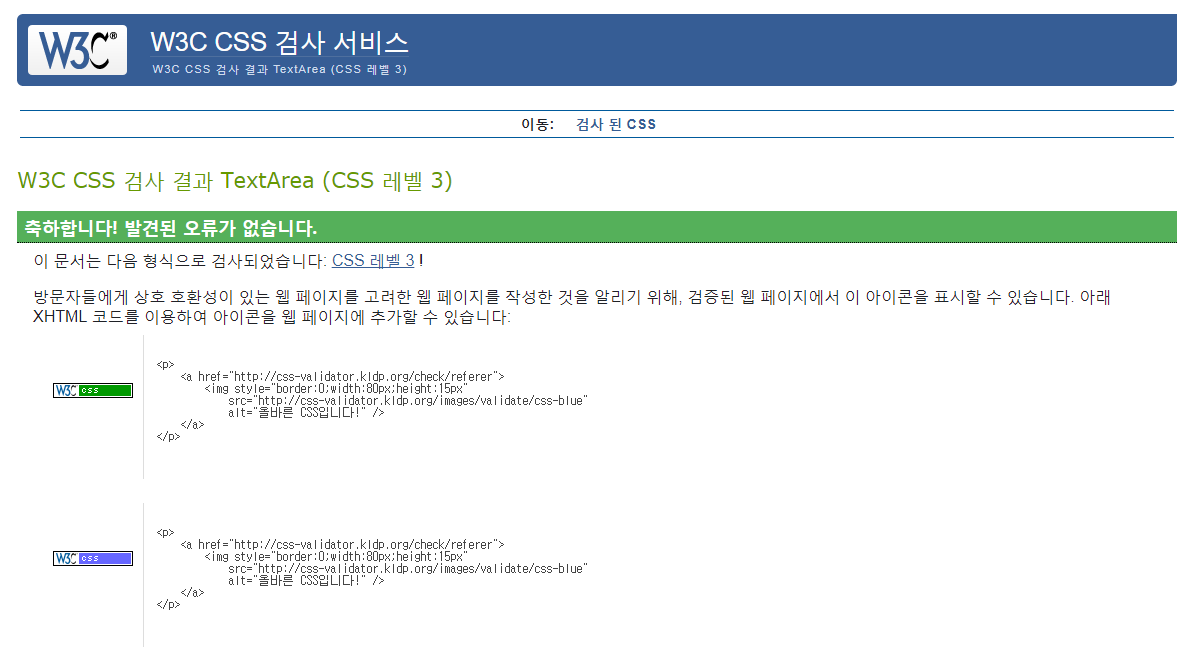 W3C®
W3C CSS 검사 서비스
W3C CSS 검사 결과 TextArea (CSS 레벨 3)
이동: 검사 된 CSS
W3C CSS 검사 결과 TextArea (CSS 레벨 3)
축하합니다! 발견된 오류가 없습니다.
이 문서는 다음 형식으로 검사되었습니다: CSS 레벨 3 !
방문자들에게 상호 호환성이 있는 웹 페이지를 고려한 웹 페이지를 작성한 것을 알리기 위해, 검증된 웹 페이지에서 이 아이콘을 표시할 수 있습니다. 아래
XHTML 코드를 이용하여 아이콘을 웹 페이지에 추가할 수 있습니다:
W3C css
<p>
<a href="http://css-validator.kldp.org/check/referer">
<img style="border:0;width:80px;height:15px"
src="http://css-validator.kldp.org/images/validate/css-blue"
alt="올바른 CSS입니다!" />
</a>
</p>
W3C css
<p>
<a href="http://css-validator.kldp.org/check/referer">
<img style="border:0;width:80px;height:15px"
src="http://css-validator.kldp.org/images/validate/css-blue"
alt="올바른 CSS입니다!" />
</a>
</p>